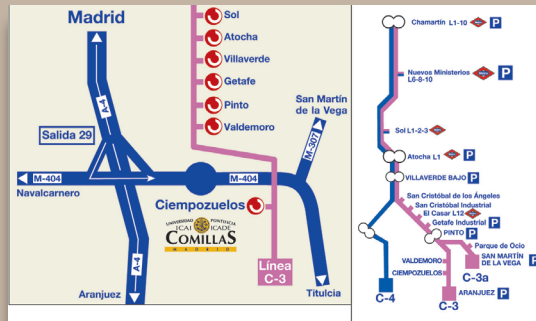 Madrid
Sol
Atocha
Villaverde
Getafe
Pinto
Valdemoro
A-4
Salida 29
San Martín
de la Vega
M-307
M-404
M-404
Navalcarnero
Ciempozuelos
UNIVERSIDAD PONTIFICIA
ICAI ICADE
COMILLAS
MADRID
A-4
Línea
C-3
Aranjuez
Titulcia
Chamartín L1-10 P
Nuevos Ministerios
L6-8-10
Sol L1-2-3
Atocha L1 P
VILLAVERDE BAJO P
San Cristóbal de los Ángeles
San Cristóbal Industrial
El Casar L12
Getafe Industrial P
PINTO P
Parque de Ocio
SAN MARTÍN
DE LA VEGA P
VALDEMORO
CIEMPOZUELOS
C-3a
C-4
C-3
ARANJUEZ P